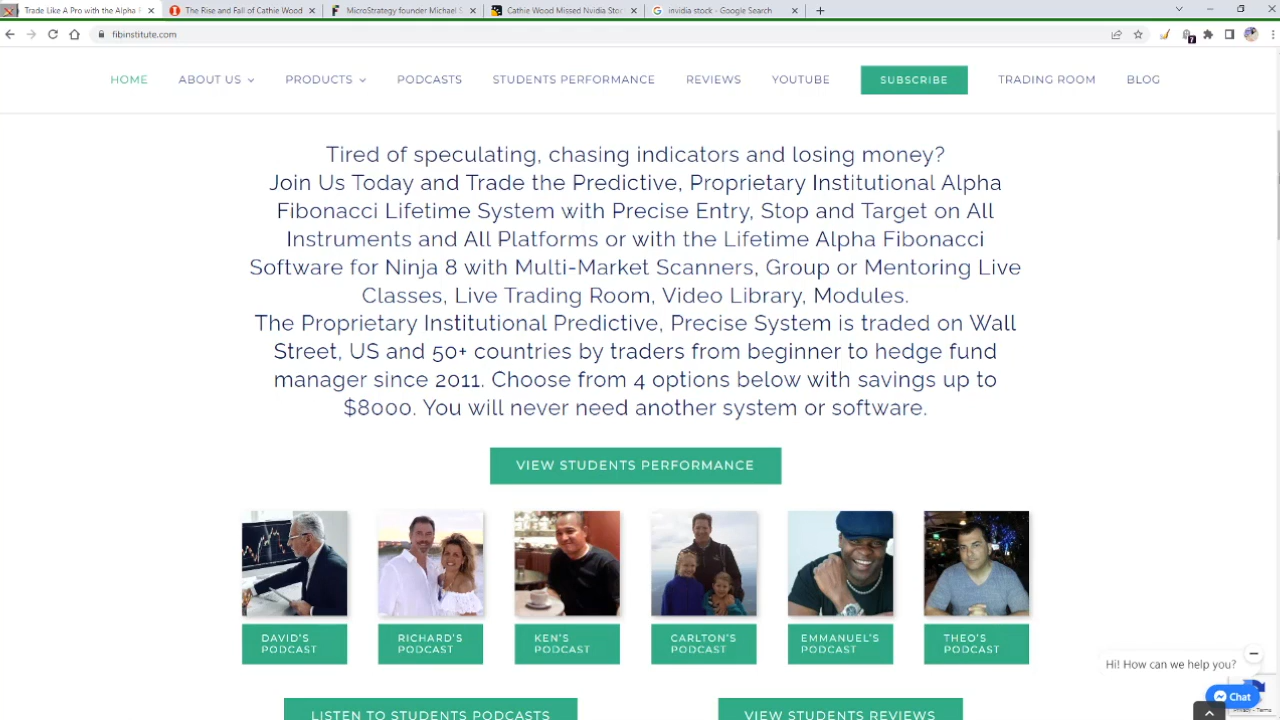 Trade Like A Pro with the Alpha F
The Rise and Fall of Cathie Wood
MicroStrategy founder Michael S
Cathie Wood Missed Nvidia Stoc
invidia stock - Google Search
fibinstitute.com
7
HOME ABOUT US PRODUCTS PODCASTS STUDENTS PERFORMANCE REVIEWS YOUTUBE SUBSCRIBE TRADING ROOM BLOG
Tired of speculating, chasing indicators and losing money?
Join Us Today and Trade the Predictive, Proprietary Institutional Alpha
Fibonacci Lifetime System with Precise Entry, Stop and Target on All
Instruments and All Platforms or with the Lifetime Alpha Fibonacci
Software for Ninja 8 with Multi-Market Scanners, Group or Mentoring Live
Classes, Live Trading Room, Video Library, Modules.
The Proprietary Institutional Predictive, Precise System is traded on Wall
Street, US and 50+ countries by traders from beginner to hedge fund
manager since 2011. Choose from 4 options below with savings up to
$8000. You will never need another system or software.
VIEW STUDENTS PERFORMANCE
DAVID'S
PODCAST
RICHARD'S
PODCAST
KEN'S
PODCAST
CARLTON'S
PODCAST
EMMANUEL'S
PODCAST
THEO'S
PODCAST
Hi! How can we help you?
Chat
Terms
LISTEN TO STUDENTS PODCASTS
VIEW STUDENTS REVIEWS